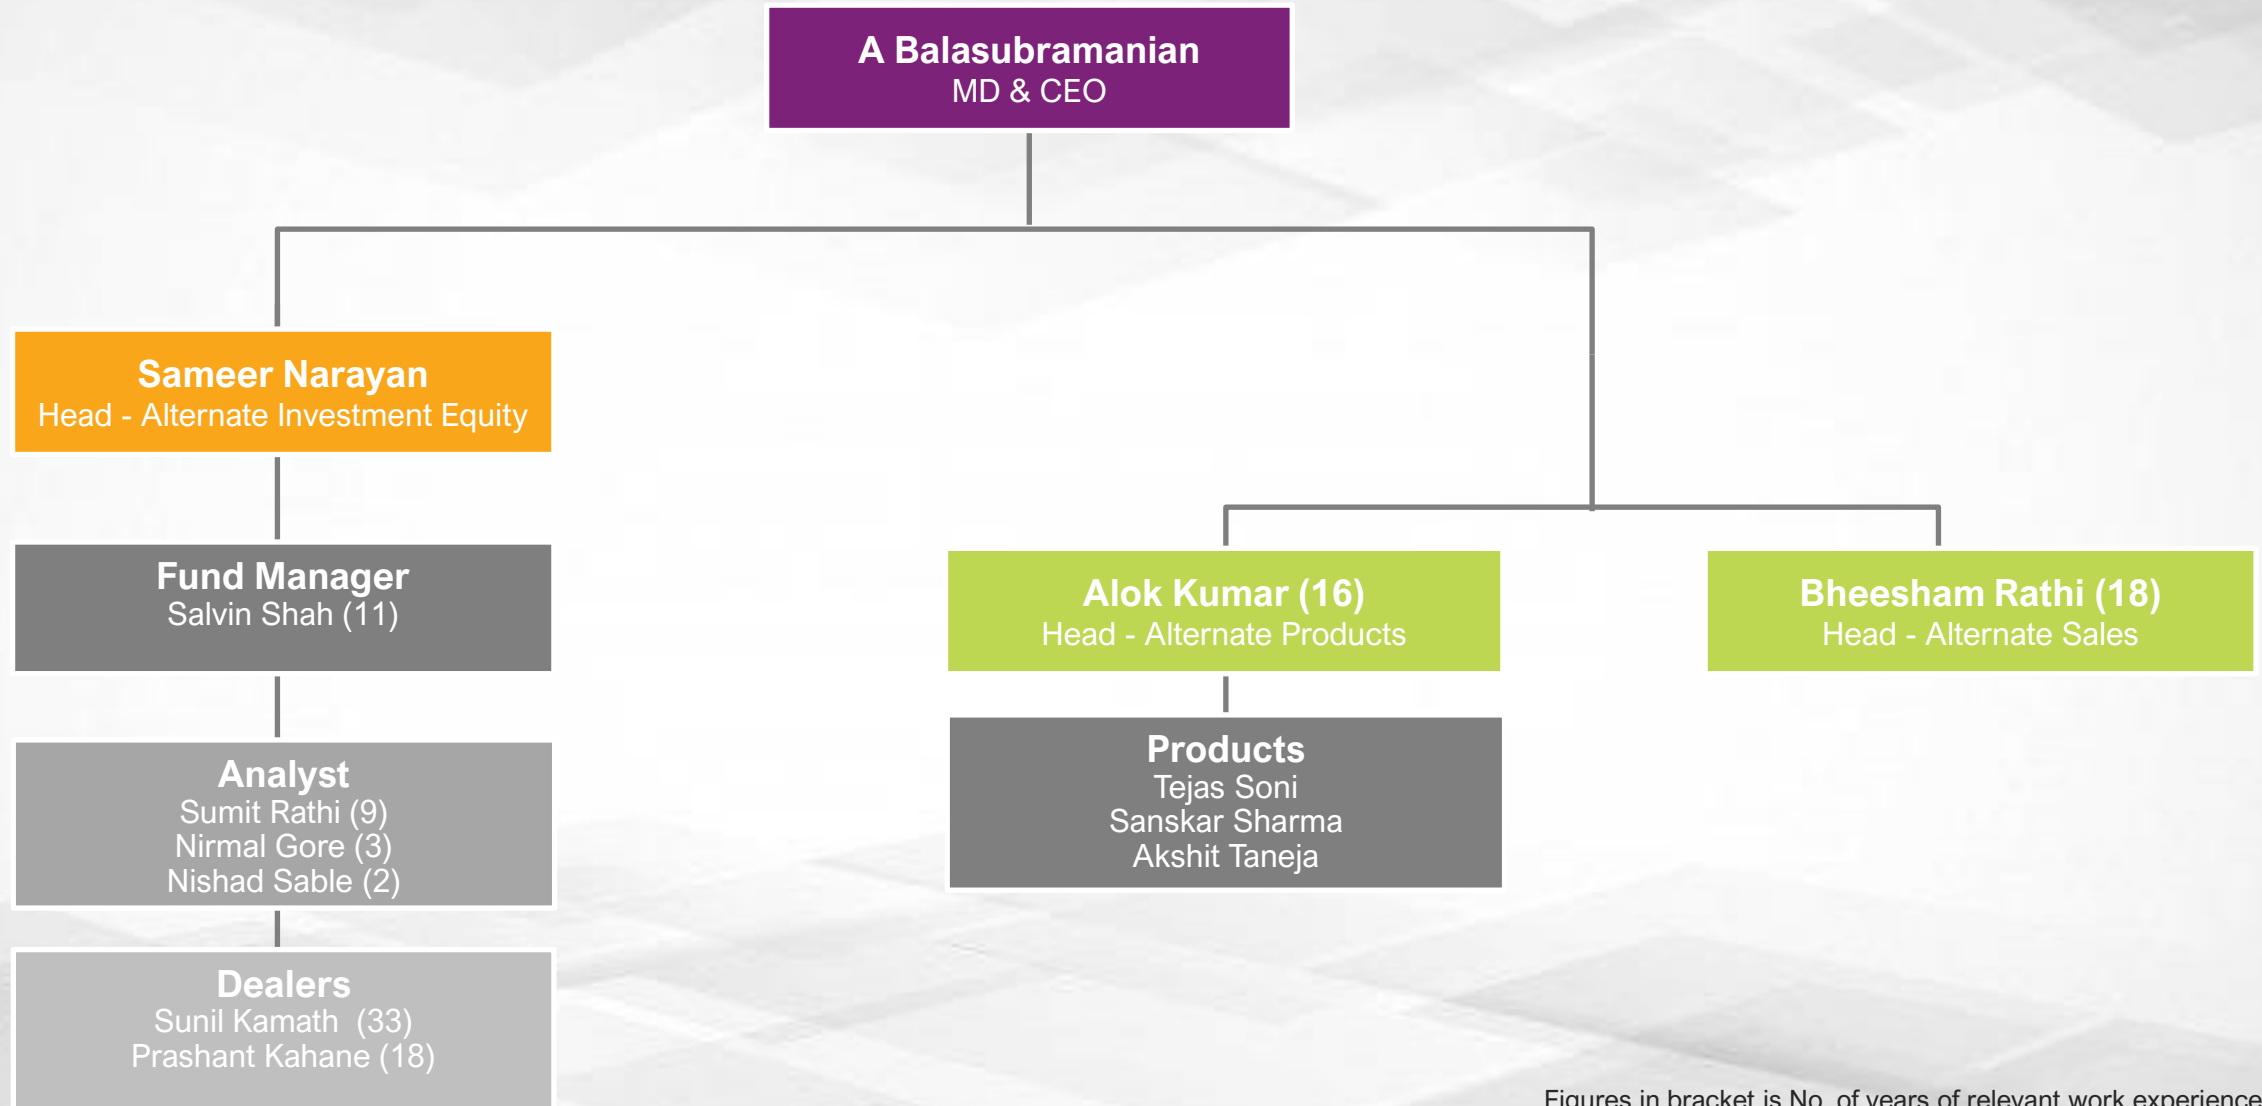 A Balasubramanian
MD & CEO
Sameer Narayan
Head - Alternate Investment Equity
Fund Manager
Salvin Shah (11)
Analyst
Sumit Rathi (9)
Nirmal Gore (3)
Nishad Sable (2)
Dealers
Sunil Kamath (33)
Prashant Kahane (18)
Alok Kumar (16)
Head - Alternate Products
Products
Tejas Soni
Sanskar Sharma
Akshit Taneja
Bheesham Rathi (18)
Head - Alternate Sales
Figures in bracket is No. of years of relevant work experience